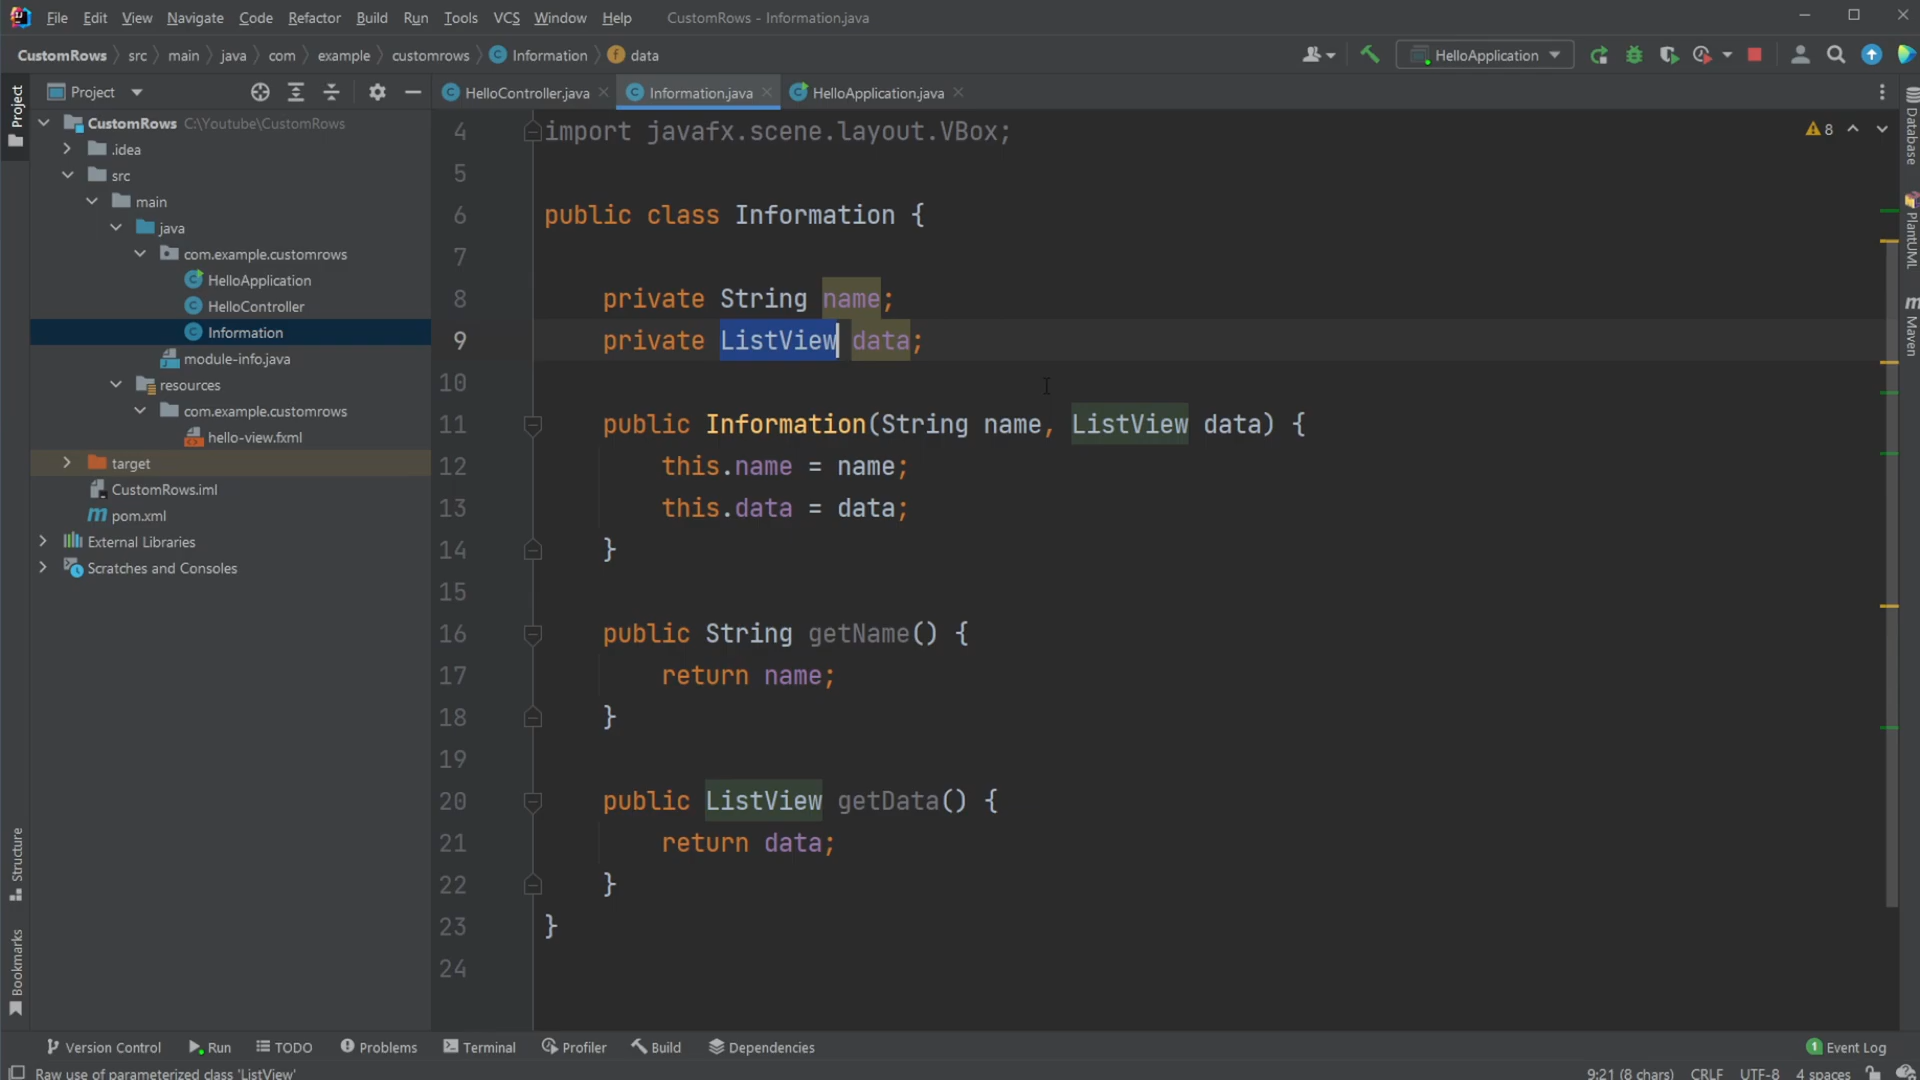 File Edit View Navigate Code Refactor Build Run Tools VCS Window Help CustomRows - Information.java
CustomRows src main java com example customrows Information data HelloApplication
Project HelloController.java Information.java HelloApplication.java
CustomRows C:\Youtube\CustomRows
.idea
src
main
java
com.example.customrows
HelloApplication
HelloController
Information
module-info.java
resources
com.example.customrows
hello-view.fxml
target
CustomRows.iml
pom.xml
External Libraries
Scratches and Consoles
Project
Structure
Bookmarks
4 import javafx.scene.layout.VBox;
5
6 public class Information {
7
8 private String name;
9 private ListView data;
10
11 public Information(String name, ListView data) {
12 this.name = name;
13 this.data = data;
14 }
15
16 public String getName() {
17 return name;
18 }
19
20 public ListView getData() {
21 return data;
22 }
23 }
24
8
Database
PlantUML
Maven
Version Control Run TODO Problems Terminal Profiler Build Dependencies 1 Event Log
Raw use of parameterized class 'ListView' 9:21 (8 chars) CRLF UTF-8 4 spaces